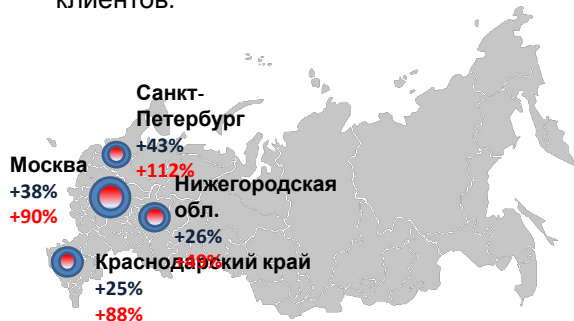 клиентов.
Санкт-
Петербург
+43%
+112%
Москва
+38%
+90%
Нижегородская
обл.
+26%
Краснодарский край
+25%
+88%